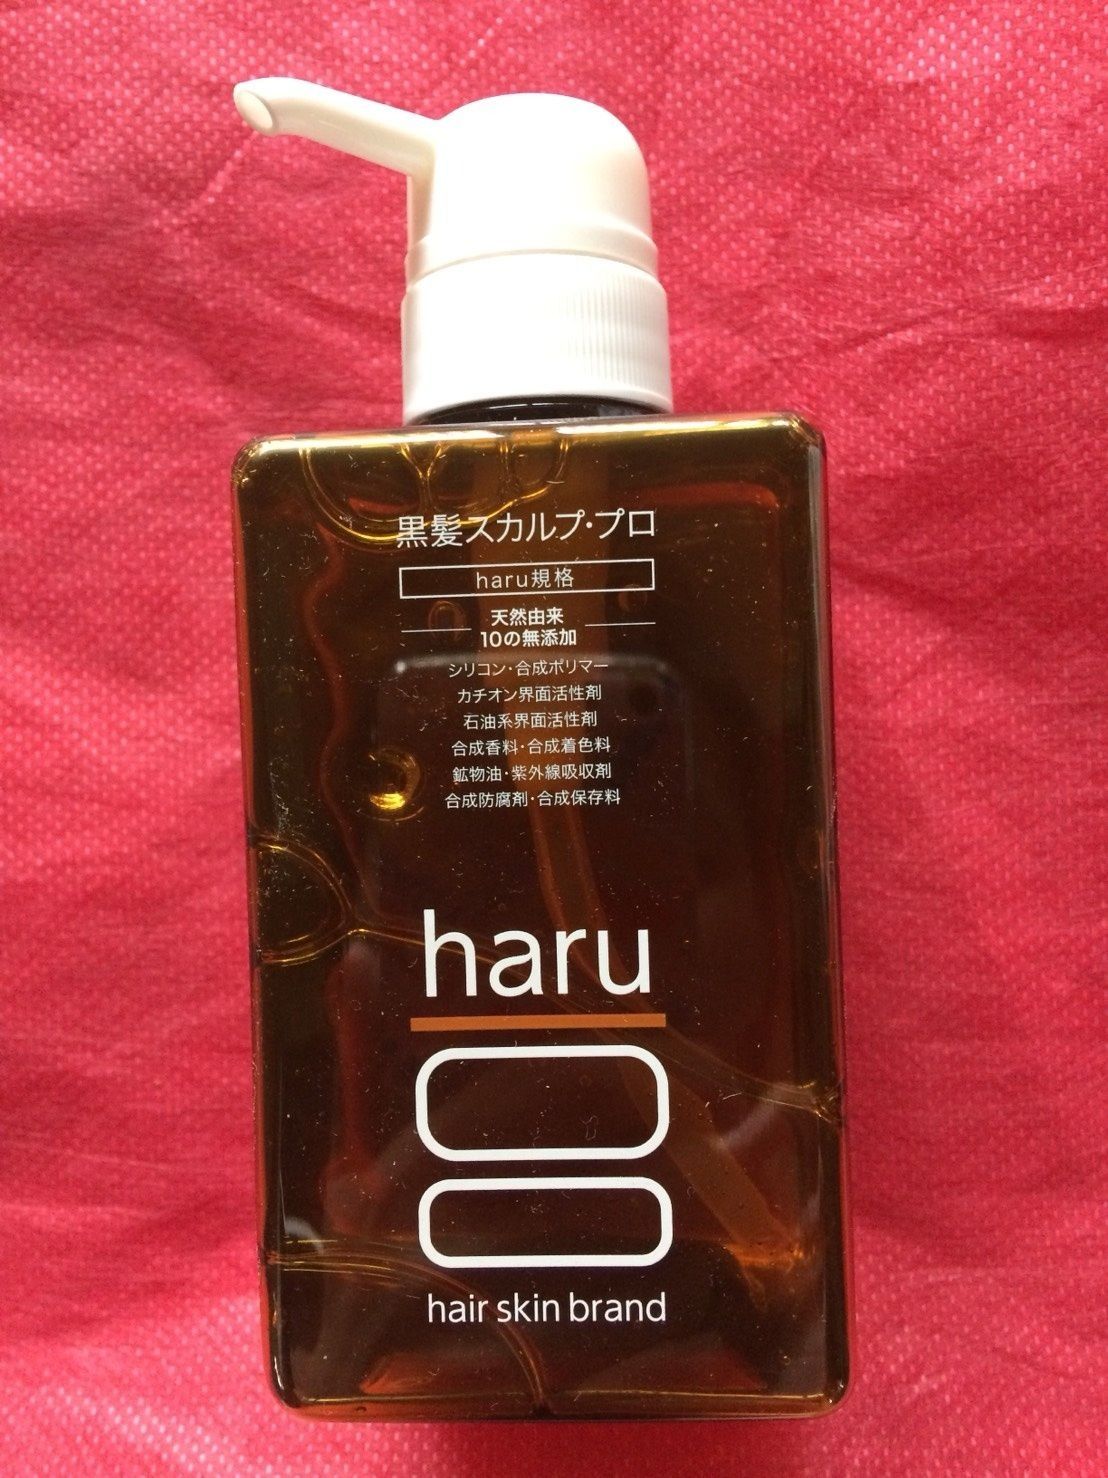 黒髪スカルプ・プロ
haru規格
天然由来
10の無添加
シリコン・合成ポリマー
カチオン界面活性剤
石油系界面活性剤
合成香料・合成着色料
鉱物油・紫外線吸収剤
合成防腐剤・合成保存料
haru
hair skin brand